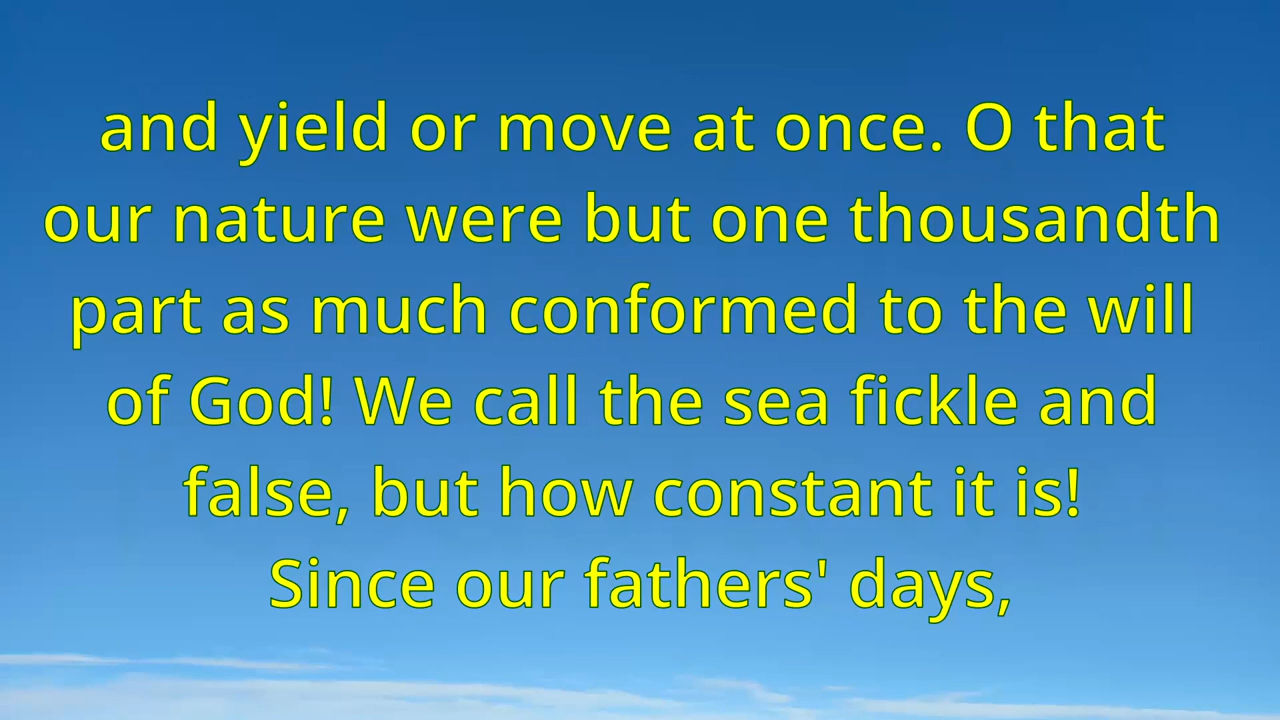 and yield or move at once. O that
our nature were but one thousandth
part as much conformed to the will
of God! We call the sea fickle and
false, but how constant it is!
Since our fathers' days,